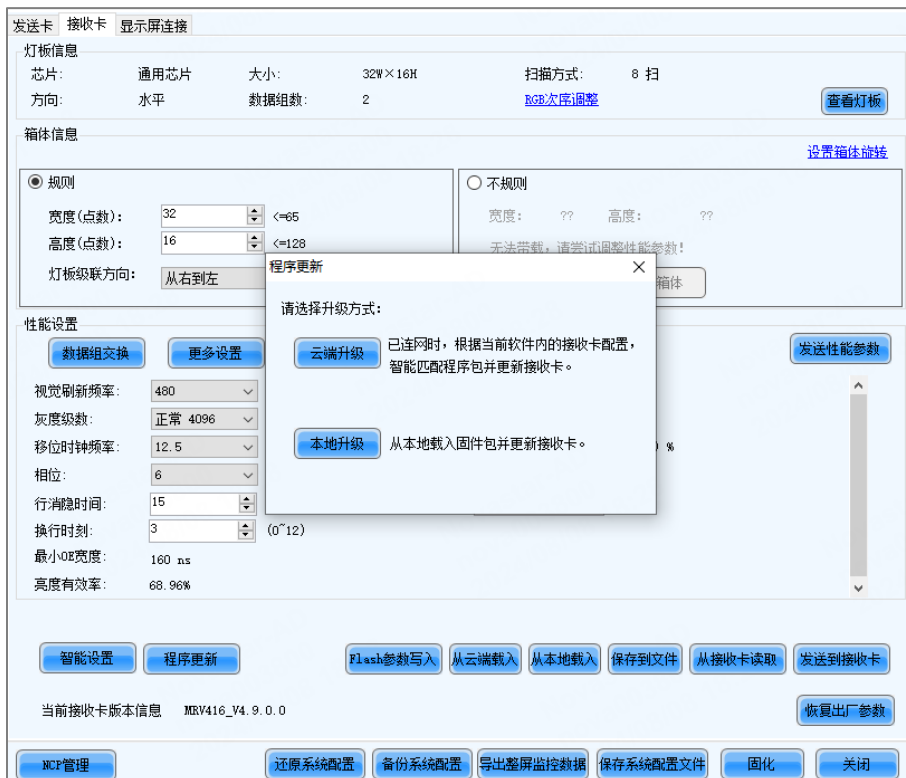 发送卡 接收卡 显示屏连接
灯板信息
芯片: 通用芯片 大小: 32W×16H 扫描方式: 8 扫
方向: 水平 数据组数: 2 RGB次序调整 查看灯板
箱体信息
设置箱体旋转
规则 不规则
宽度(点数): 32 <=65 宽度: ?? 高度: ??
高度(点数): 16 <=128 无法带载，请尝试调整性能参数!
灯板级联方向: 从右到左 箱体
程序更新
请选择升级方式:
云端升级 已连网时，根据当前软件内的接收卡配置，
智能匹配程序包并更新接收卡。
本地升级 从本地载入固件包并更新接收卡。
性能设置
数据组交换 更多设置 发送性能参数
视觉刷新频率: 480
灰度级数: 正常 4096
移位时钟频率: 12.5 ) %
相位: 6
行消隐时间: 15
换行时刻: 3 (0~12)
最小OE宽度: 160 ns
亮度有效率: 68.96%
智能设置 程序更新 Flash参数写入 从云端载入 从本地载入 保存到文件 从接收卡读取 发送到接收卡
当前接收卡版本信息 MRV416_V4.9.0.0 恢复出厂参数
NCP管理 还原系统配置 备份系统配置 导出整屏监控数据 保存系统配置文件 固化 关闭